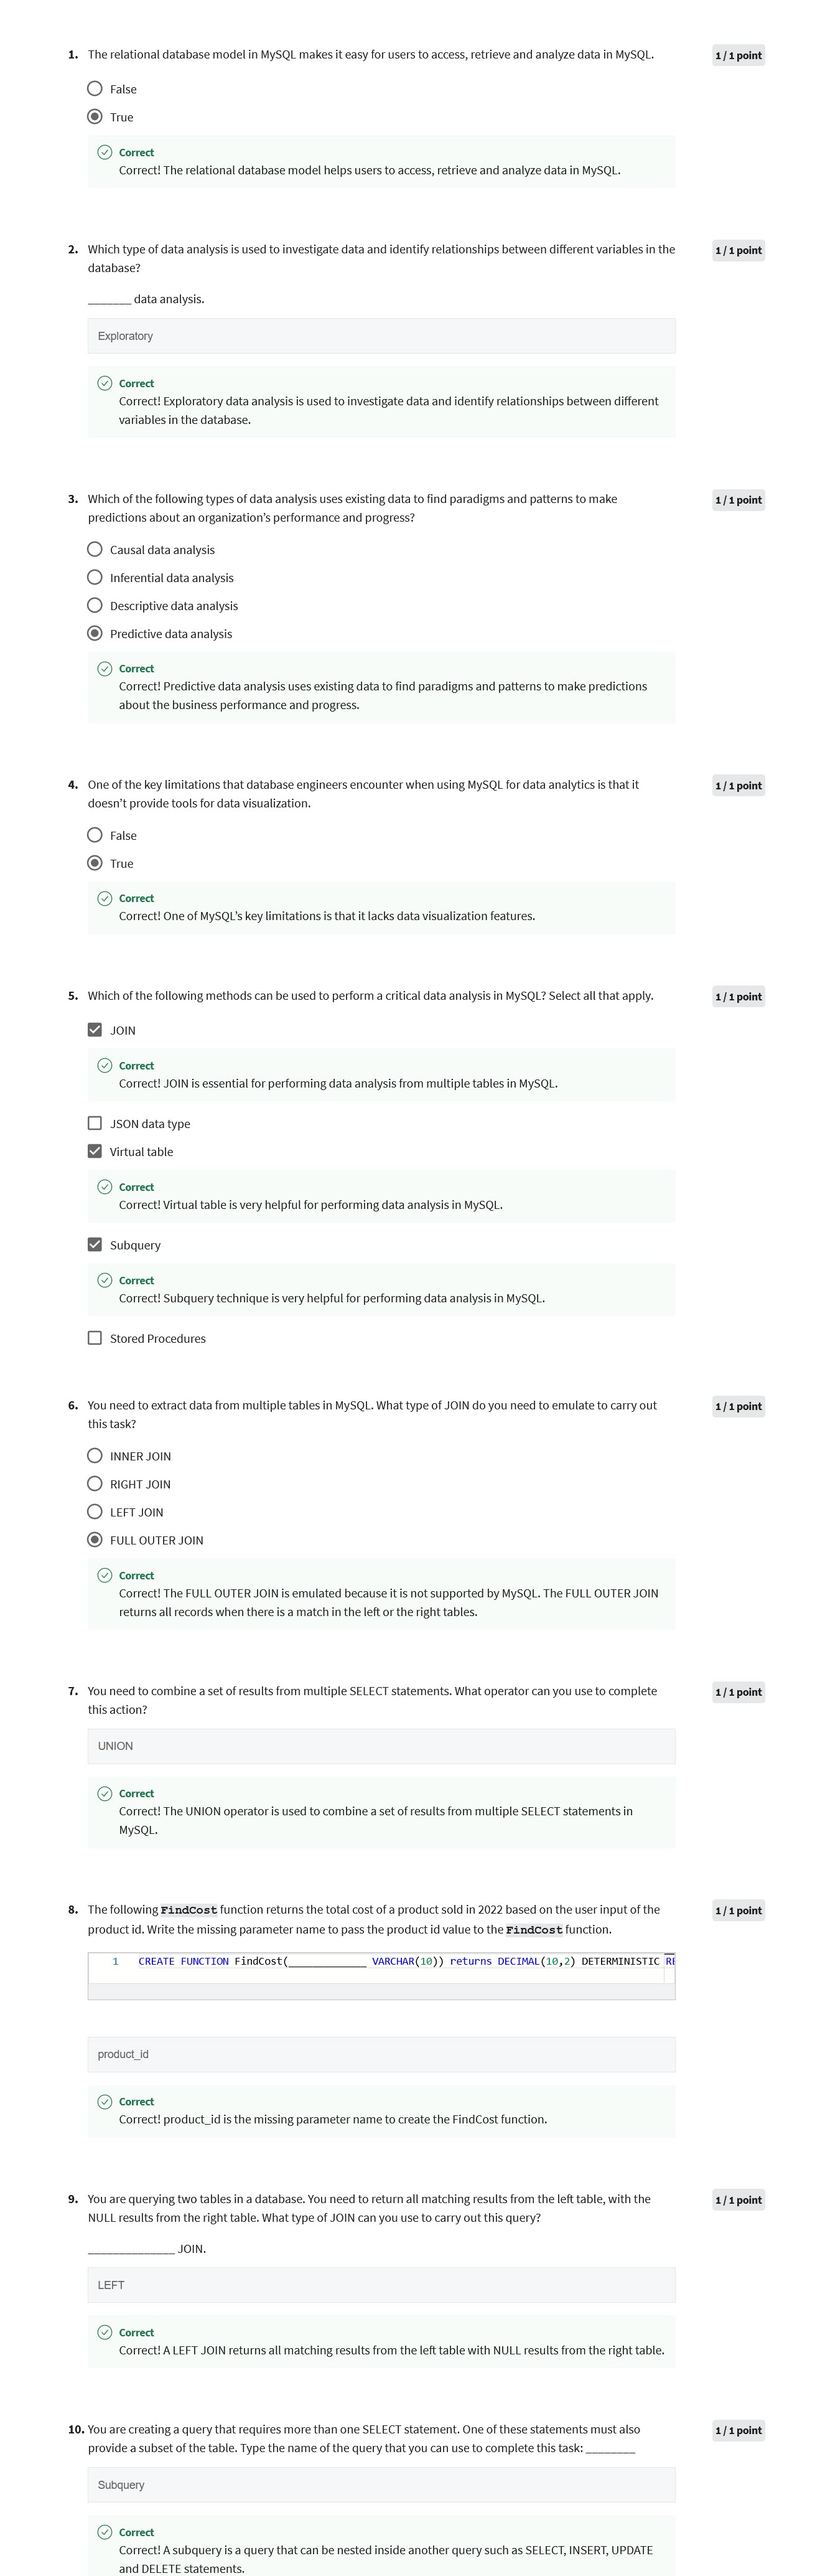 1. The relational database model in MySQL makes it easy for users to access, retrieve and analyze data in MySQL.
1 / 1 point
False
True
Correct
Correct! The relational database model helps users to access, retrieve and analyze data in MySQL.
2. Which type of data analysis is used to investigate data and identify relationships between different variables in the
database?
1 / 1 point
_______ data analysis.
Exploratory
Correct
Correct! Exploratory data analysis is used to investigate data and identify relationships between different
variables in the database.
3. Which of the following types of data analysis uses existing data to find paradigms and patterns to make
predictions about an organization’s performance and progress?
1 / 1 point
Causal data analysis
Inferential data analysis
Descriptive data analysis
Predictive data analysis
Correct
Correct! Predictive data analysis uses existing data to find paradigms and patterns to make predictions
about the business performance and progress.
4. One of the key limitations that database engineers encounter when using MySQL for data analytics is that it
doesn’t provide tools for data visualization.
1 / 1 point
False
True
Correct
Correct! One of MySQL’s key limitations is that it lacks data visualization features.
5. Which of the following methods can be used to perform a critical data analysis in MySQL? Select all that apply.
1 / 1 point
JOIN
Correct
Correct! JOIN is essential for performing data analysis from multiple tables in MySQL.
JSON data type
Virtual table
Correct
Correct! Virtual table is very helpful for performing data analysis in MySQL.
Subquery
Correct
Correct! Subquery technique is very helpful for performing data analysis in MySQL.
Stored Procedures
6. You need to extract data from multiple tables in MySQL. What type of JOIN do you need to emulate to carry out
this task?
1 / 1 point
INNER JOIN
RIGHT JOIN
LEFT JOIN
FULL OUTER JOIN
Correct
Correct! The FULL OUTER JOIN is emulated because it is not supported by MySQL. The FULL OUTER JOIN
returns all records when there is a match in the left or the right tables.
7. You need to combine a set of results from multiple SELECT statements. What operator can you use to complete
this action?
1 / 1 point
UNION
Correct
Correct! The UNION operator is used to combine a set of results from multiple SELECT statements in
MySQL.
8. The following FindCost function returns the total cost of a product sold in 2022 based on the user input of the
product id. Write the missing parameter name to pass the product id value to the FindCost function.
1 / 1 point
1 CREATE FUNCTION FindCost(____________ VARCHAR(10)) returns DECIMAL(10,2) DETERMINISTIC RE
product_id
Correct
Correct! product_id is the missing parameter name to create the FindCost function.
9. You are querying two tables in a database. You need to return all matching results from the left table, with the
NULL results from the right table. What type of JOIN can you use to carry out this query?
1 / 1 point
______________ JOIN.
LEFT
Correct
Correct! A LEFT JOIN returns all matching results from the left table with NULL results from the right table.
10. You are creating a query that requires more than one SELECT statement. One of these statements must also
provide a subset of the table. Type the name of the query that you can use to complete this task: ________
1 / 1 point
Subquery
Correct
Correct! A subquery is a query that can be nested inside another query such as SELECT, INSERT, UPDATE
and DELETE statements.